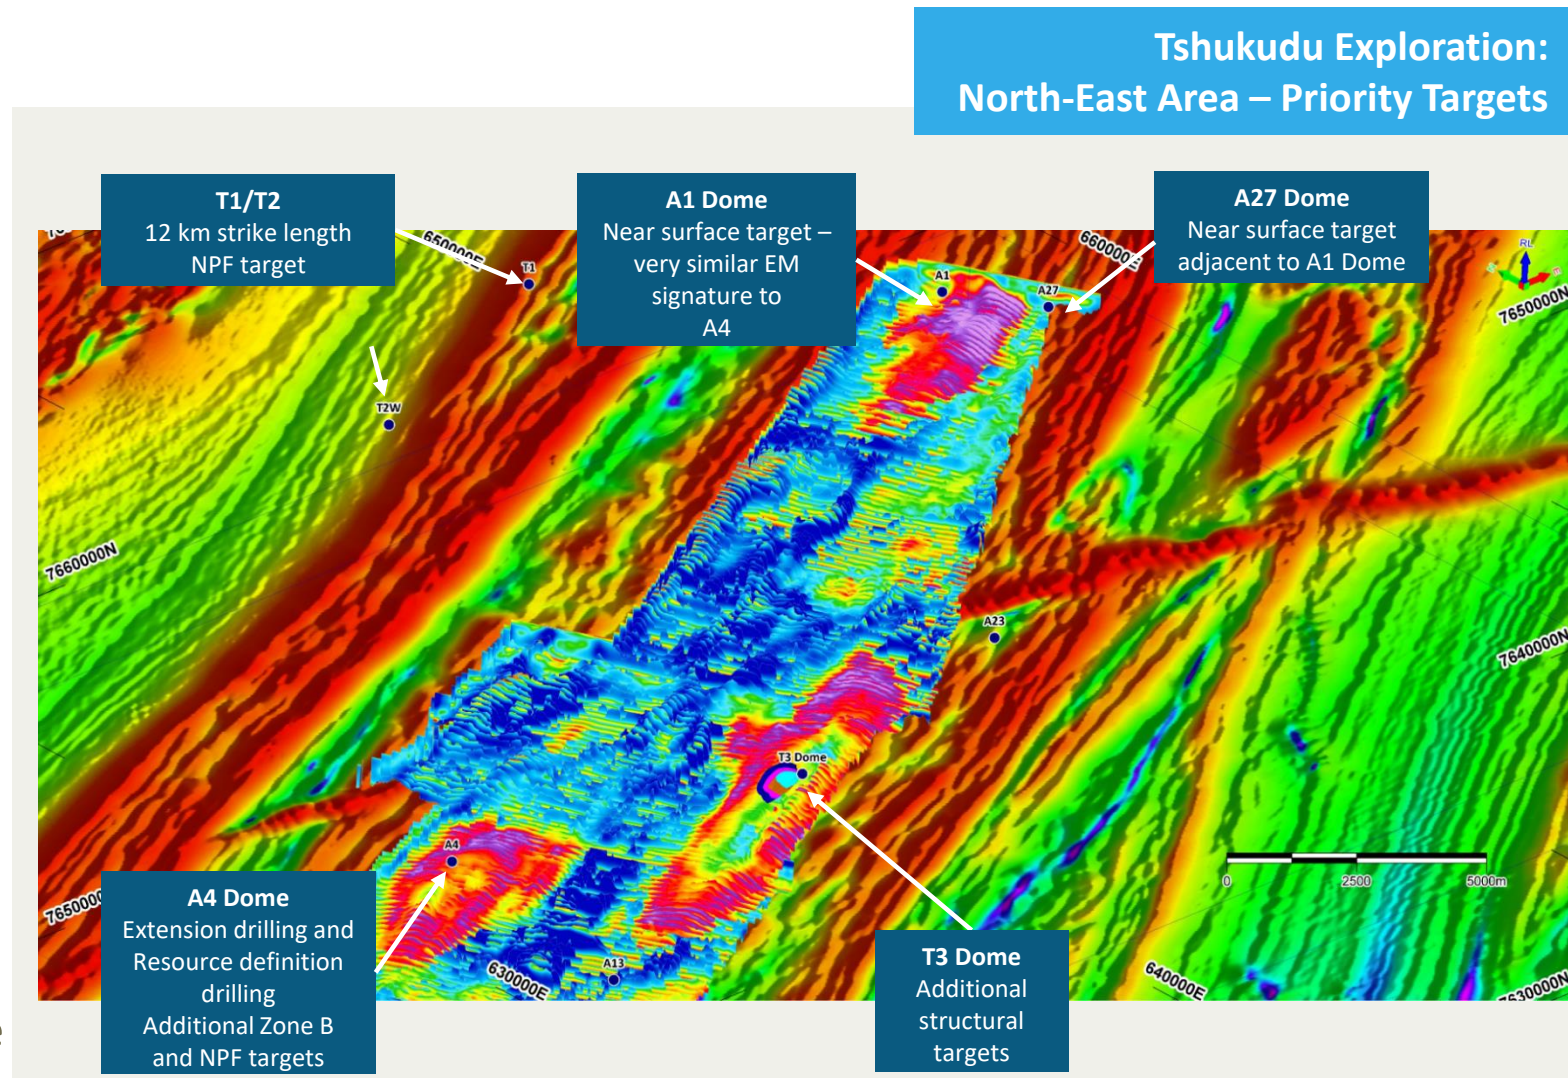 Tshukudu Exploration:
North-East Area – Priority Targets
T1/T2
12 km strike length
NPF target
A1 Dome
Near surface target –
very similar EM
signature to
A4
A27 Dome
Near surface target
adjacent to A1 Dome
650000E
T1
A1
A27
660000E
RL
7650000N
T2W
7660000N
A23
7640000N
T3 Dome
A4
0
2500
5000m
A4 Dome
Extension drilling and
Resource definition
drilling
Additional Zone B
and NPF targets
630000E
A13
T3 Dome
Additional
structural
targets
640000E